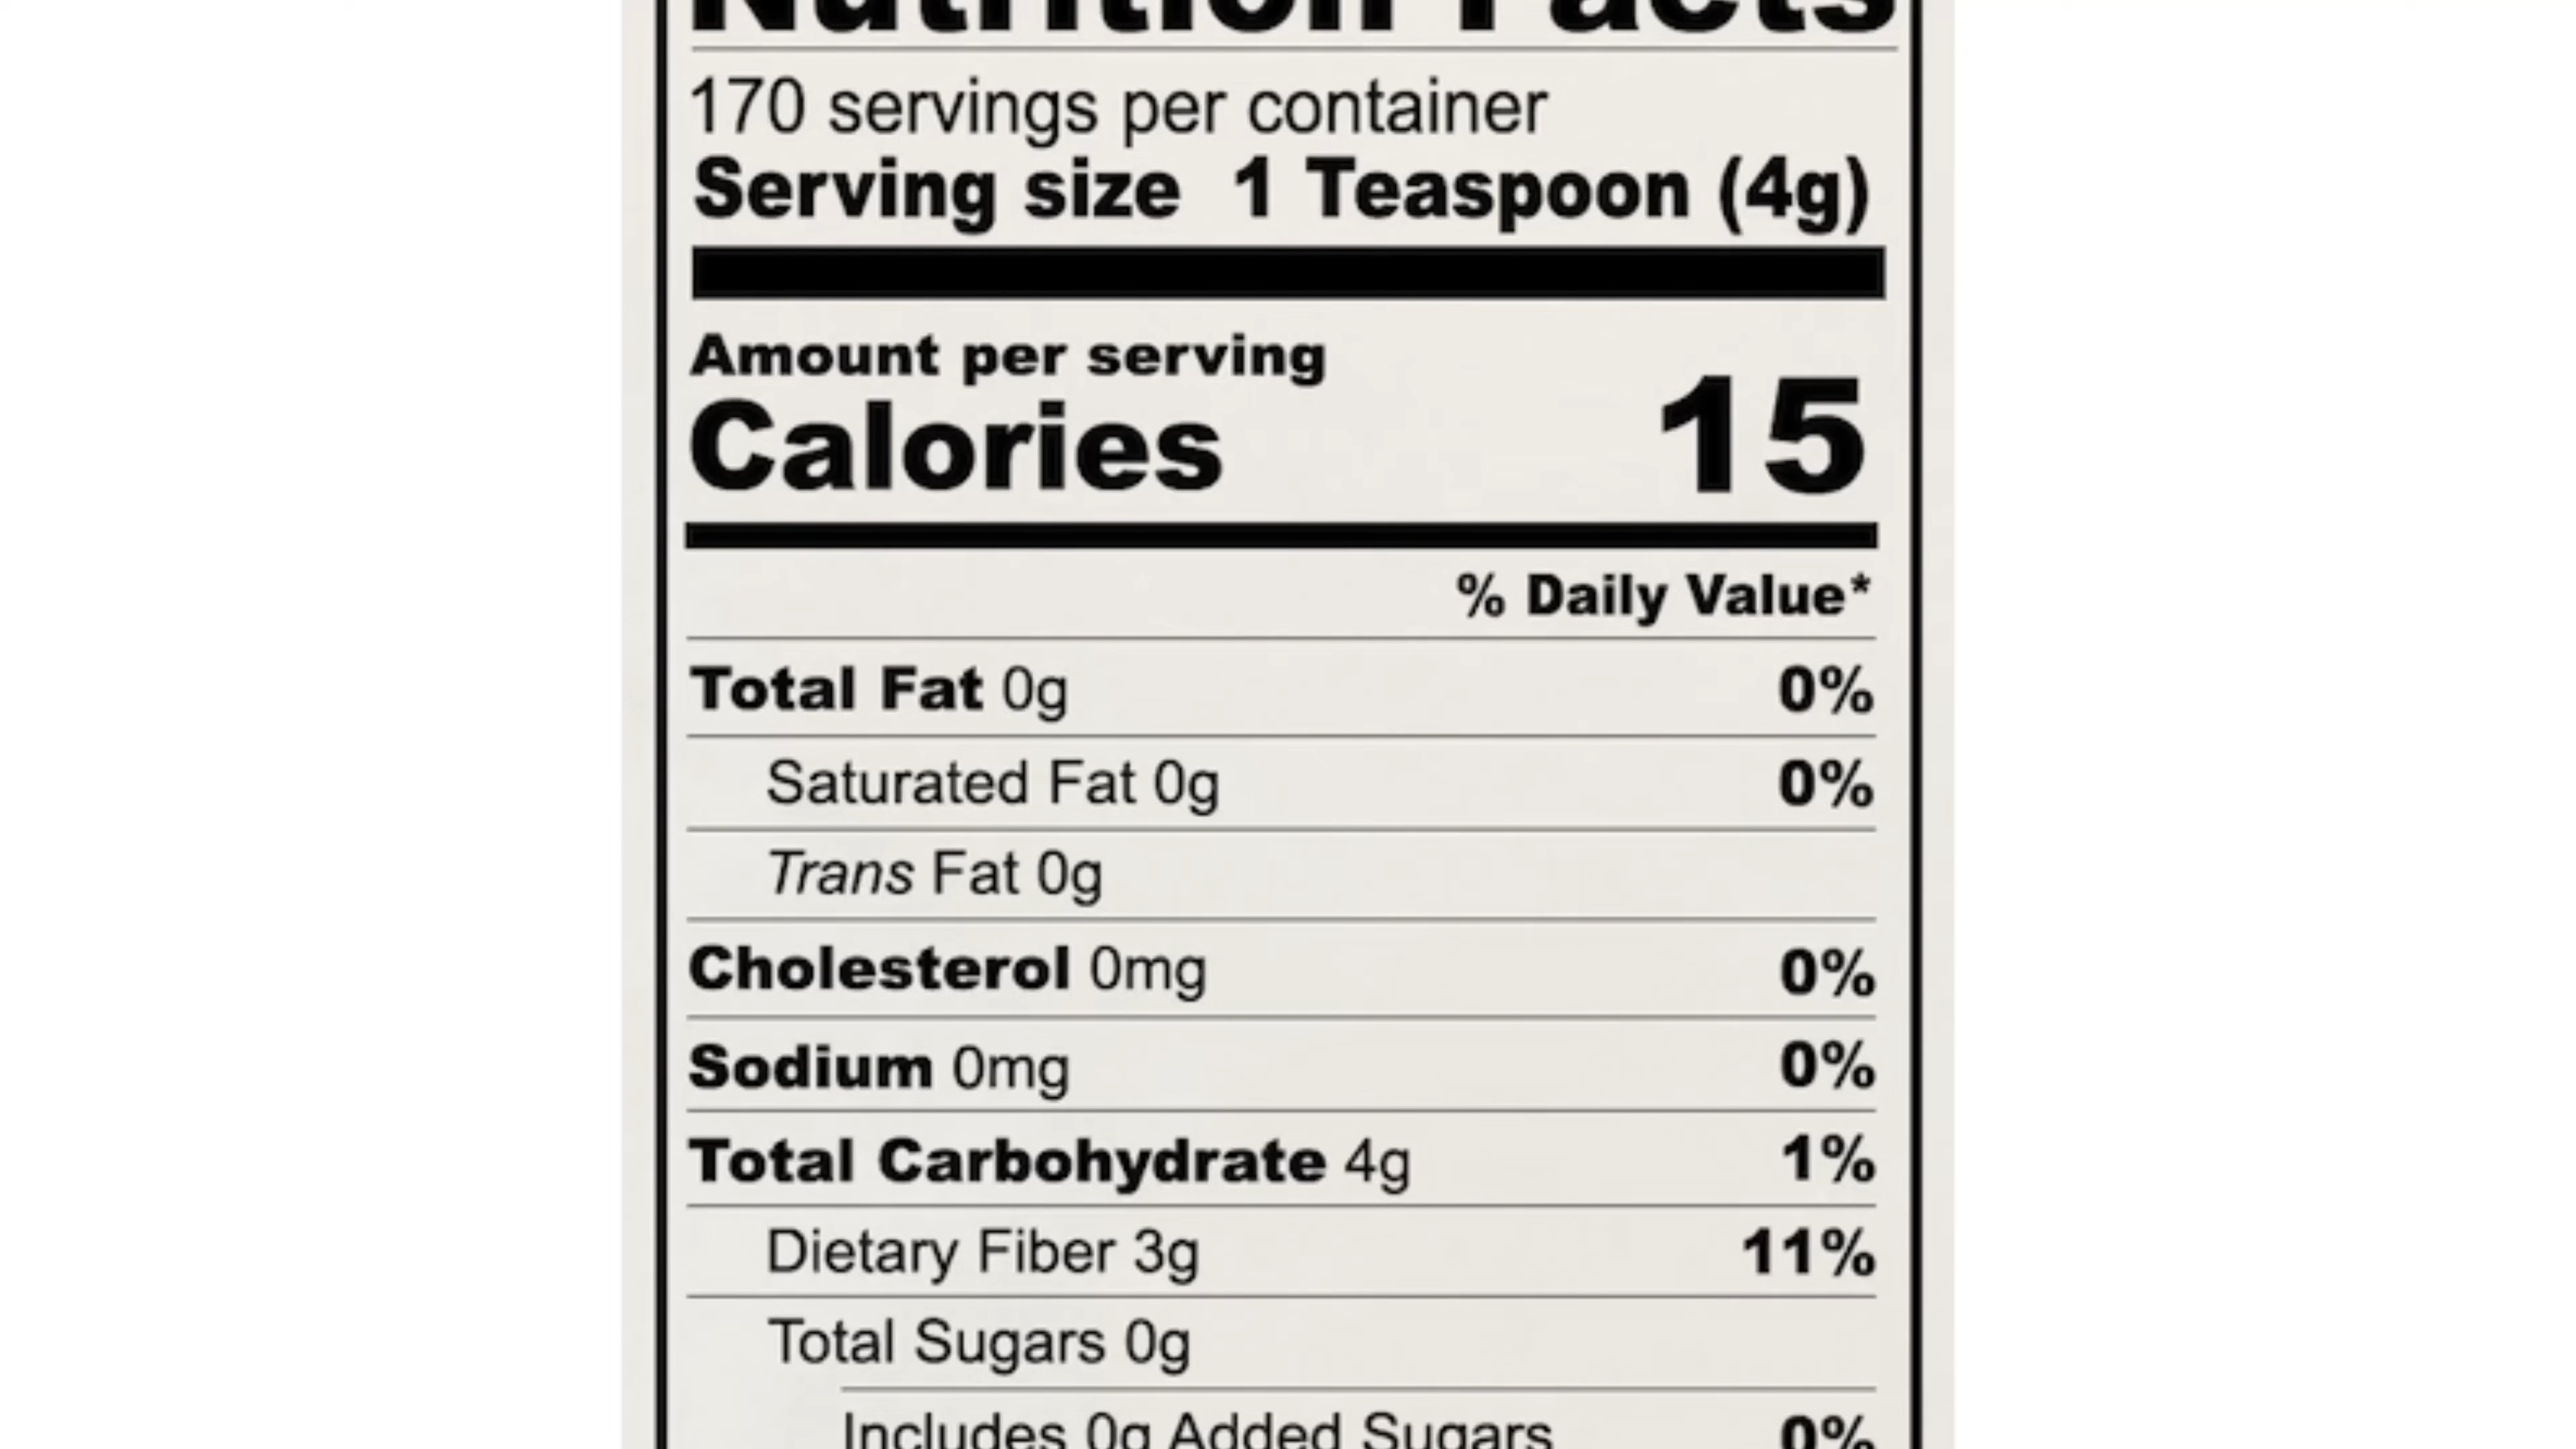 Nutrition Facts
170 servings per container
Serving size 1 Teaspoon (4g)
Amount per serving
Calories 15
% Daily Value*
Total Fat 0g 0%
Saturated Fat 0g 0%
Trans Fat 0g
Cholesterol 0mg 0%
Sodium 0mg 0%
Total Carbohydrate 4g 1%
Dietary Fiber 3g 11%
Total Sugars 0g
Includes 0g Added Sugars 0%